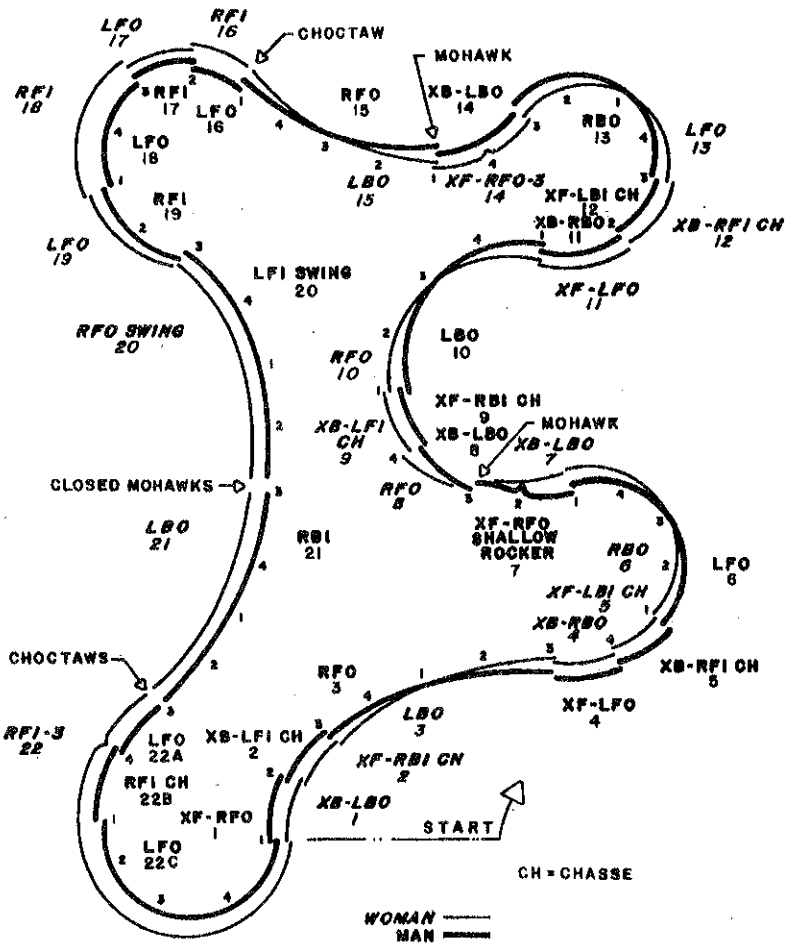 RFI
16
LFO
17
CHOCTAW
MOHAWK
RFI
18
RFI
17
LFO
16
RFO
15
XB-LBO
14
RBO
13
LFO
13
LFO
18
LBO
15
XF-RFO-3
14
XF-LBI CH
12
XB-RFI CH
12
RFI
19
LFO
19
XB-RBO
11
XF-LFO
11
LFI SWING
20
RFO SWING
20
LBO
10
RFO
10
XF-RBI CH
9
XB-LBO
8
XB-LFI
CH
9
MOHAWK
XB-LBO
7
RFO
8
CLOSED MOHAWKS
LBO
21
RBI
21
XF-RFO
SHALLOW
ROCKER
7
RBO
6
LFO
6
XF-LBI CH
5
XB-RBO
4
XB-RFI CH
5
XF-LFO
4
CHOCTAWS
RFO
3
LBO
3
RFI-3
22
LFO
22A
XB-LFI CH
2
XF-RBI CH
2
RFI CH
22B
XF-RFO
1
XB-LBO
1
START
LFO
22C
CH = CHASSE
WOMAN
MAN